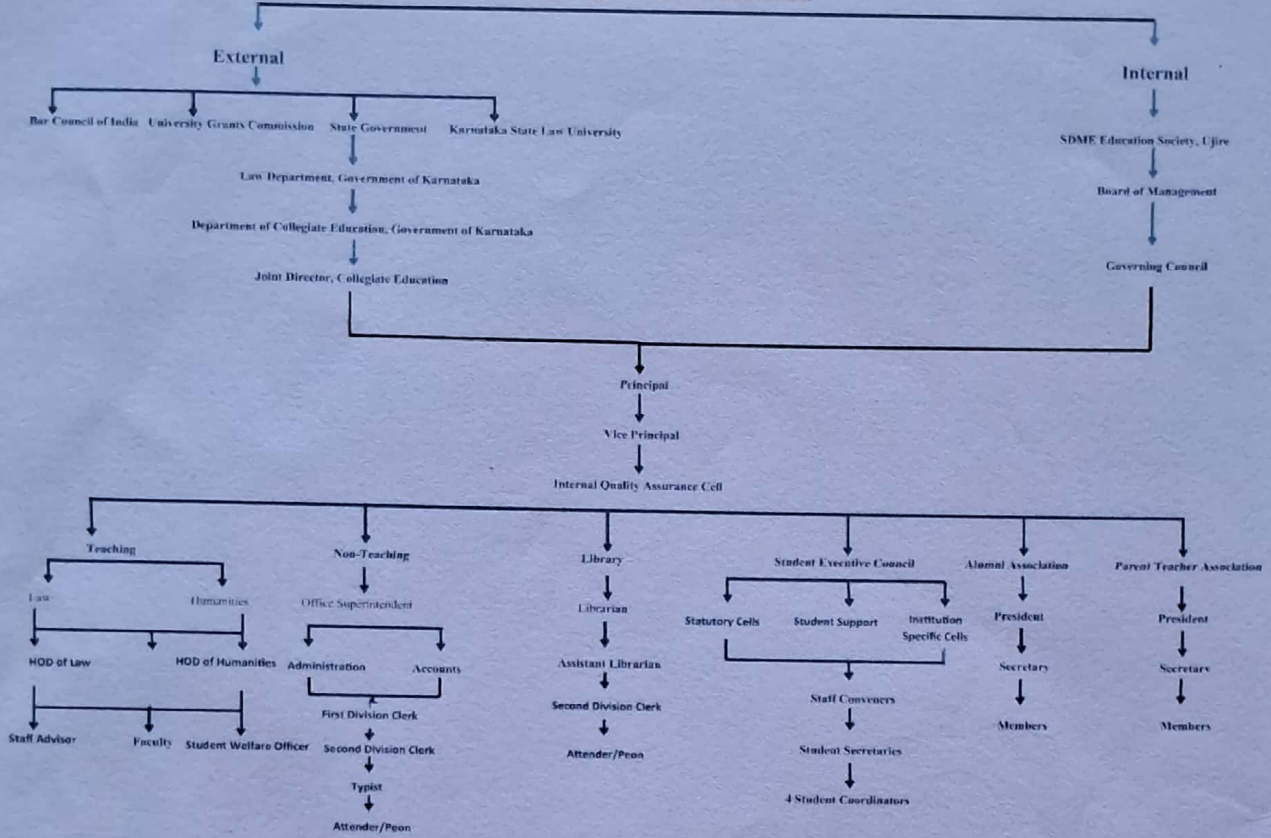 External
Internal
Bar Council of India University Grants Commission State Government Karnataka State Law University
SDME Education Society, Ujire
Law Department, Government of Karnataka
Board of Management
Department of Collegiate Education, Government of Karnataka
Governing Council
Joint Director, Collegiate Education
Principal
Vice Principal
Internal Quality Assurance Cell
Teaching Non-Teaching Library Student Executive Council Alumni Association Parent Teacher Association
Law Humanities Office Superintendent Librarian Statutory Cells Student Support Institution
Specific Cells
President President
HOD of Law HOD of Humanities Administration Accounts Assistant Librarian Secretary Secretary
First Division Clerk Second Division Clerk Staff Conveners Members Members
Staff Advisor Faculty Student Welfare Officer Second Division Clerk Attender/Peon Student Secretaries
Typist 4 Student Coordinators
Attender/Peon